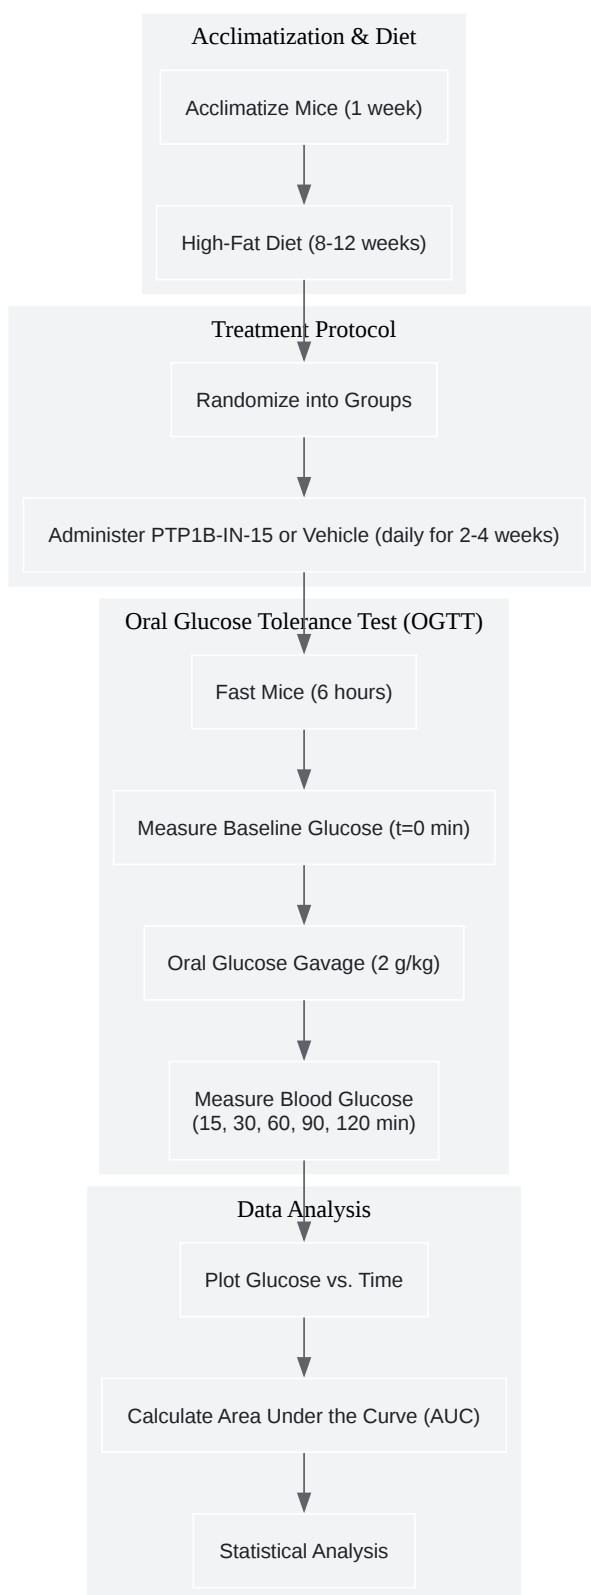 Acclimatization & Diet
Acclimatize Mice (1 week)
High-Fat Diet (8-12 weeks)
Treatment Protocol
Randomize into Groups
Administer PTP1B-IN-15 or Vehicle (daily for 2-4 weeks)
Oral Glucose Tolerance Test (OGTT)
Fast Mice (6 hours)
Measure Baseline Glucose (t=0 min)
Oral Glucose Gavage (2 g/kg)
Measure Blood Glucose
(15, 30, 60, 90, 120 min)
Data Analysis
Plot Glucose vs. Time
Calculate Area Under the Curve (AUC)
Statistical Analysis